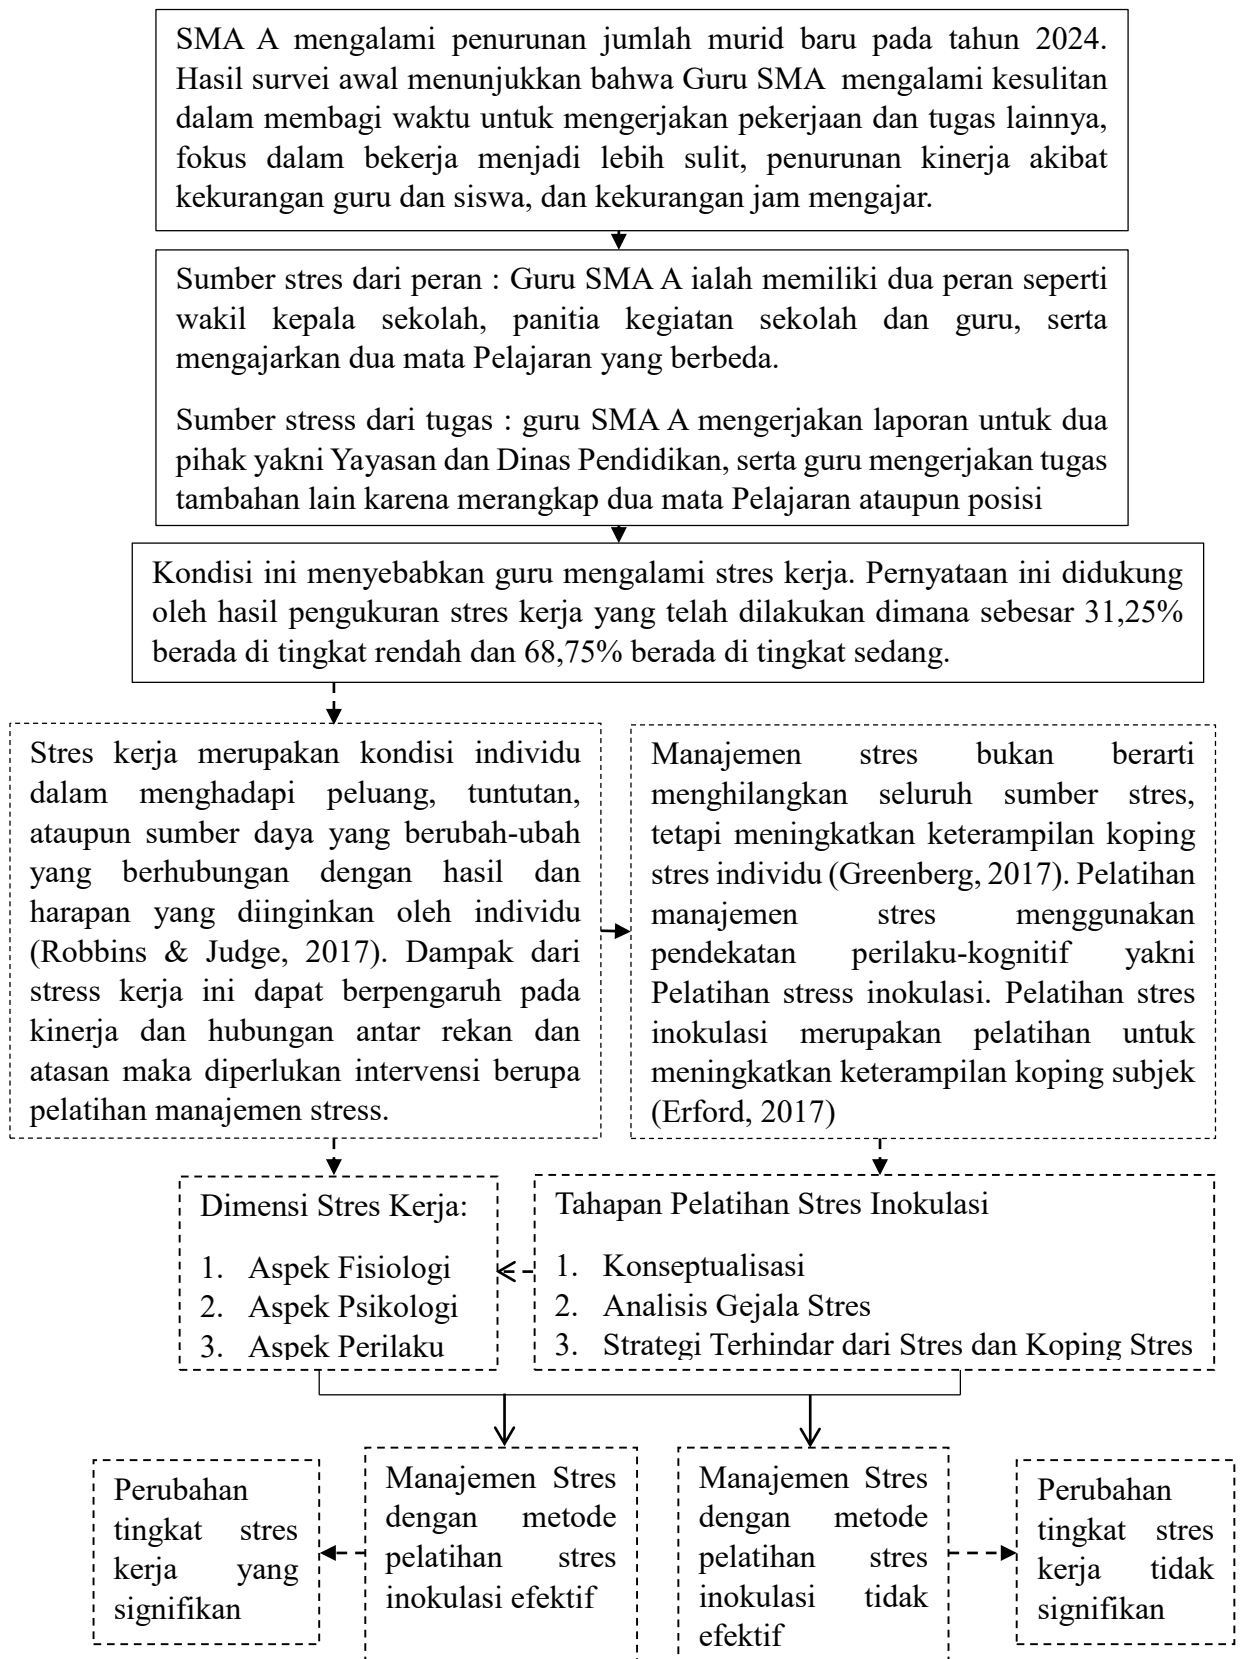 SMA A mengalami penurunan jumlah murid baru pada tahun 2024.
Hasil survei awal menunjukkan bahwa Guru SMA mengalami kesulitan
dalam membagi waktu untuk mengerjakan pekerjaan dan tugas lainnya,
fokus dalam bekerja menjadi lebih sulit, penurunan kinerja akibat
kekurangan guru dan siswa, dan kekurangan jam mengajar.
Sumber stres dari peran : Guru SMA A ialah memiliki dua peran seperti
wakil kepala sekolah, panitia kegiatan sekolah dan guru, serta
mengajarkan dua mata Pelajaran yang berbeda.
Sumber stress dari tugas : guru SMA A mengerjakan laporan untuk dua
pihak yakni Yayasan dan Dinas Pendidikan, serta guru mengerjakan tugas
tambahan lain karena merangkap dua mata Pelajaran ataupun posisi
Kondisi ini menyebabkan guru mengalami stres kerja. Pernyataan ini didukung
oleh hasil pengukuran stres kerja yang telah dilakukan dimana sebesar 31,25%
berada di tingkat rendah dan 68,75% berada di tingkat sedang.
Stres kerja merupakan kondisi individu
dalam menghadapi peluang, tuntutan,
ataupun sumber daya yang berubah-ubah
yang berhubungan dengan hasil dan
harapan yang diinginkan oleh individu
(Robbins & Judge, 2017). Dampak dari
stress kerja ini dapat berpengaruh pada
kinerja dan hubungan antar rekan dan
atasan maka diperlukan intervensi berupa
pelatihan manajemen stress.
Manajemen stres bukan berarti
menghilangkan seluruh sumber stres,
tetapi meningkatkan keterampilan koping
stres individu (Greenberg, 2017). Pelatihan
manajemen stres menggunakan
pendekatan perilaku-kognitif yakni
Pelatihan stress inokulasi. Pelatihan stres
inokulasi merupakan pelatihan untuk
meningkatkan keterampilan koping subjek
(Erford, 2017)
Dimensi Stres Kerja:
1. Aspek Fisiologi
2. Aspek Psikologi
3. Aspek Perilaku
Tahapan Pelatihan Stres Inokulasi
1. Konseptualisasi
2. Analisis Gejala Stres
3. Strategi Terhindar dari Stres dan Koping Stres
Perubahan
tingkat stres
kerja yang
signifikan
Manajemen Stres
dengan metode
pelatihan stres
inokulasi efektif
Manajemen Stres
dengan metode
pelatihan stres
inokulasi tidak
efektif
Perubahan
tingkat stres
kerja tidak
signifikan